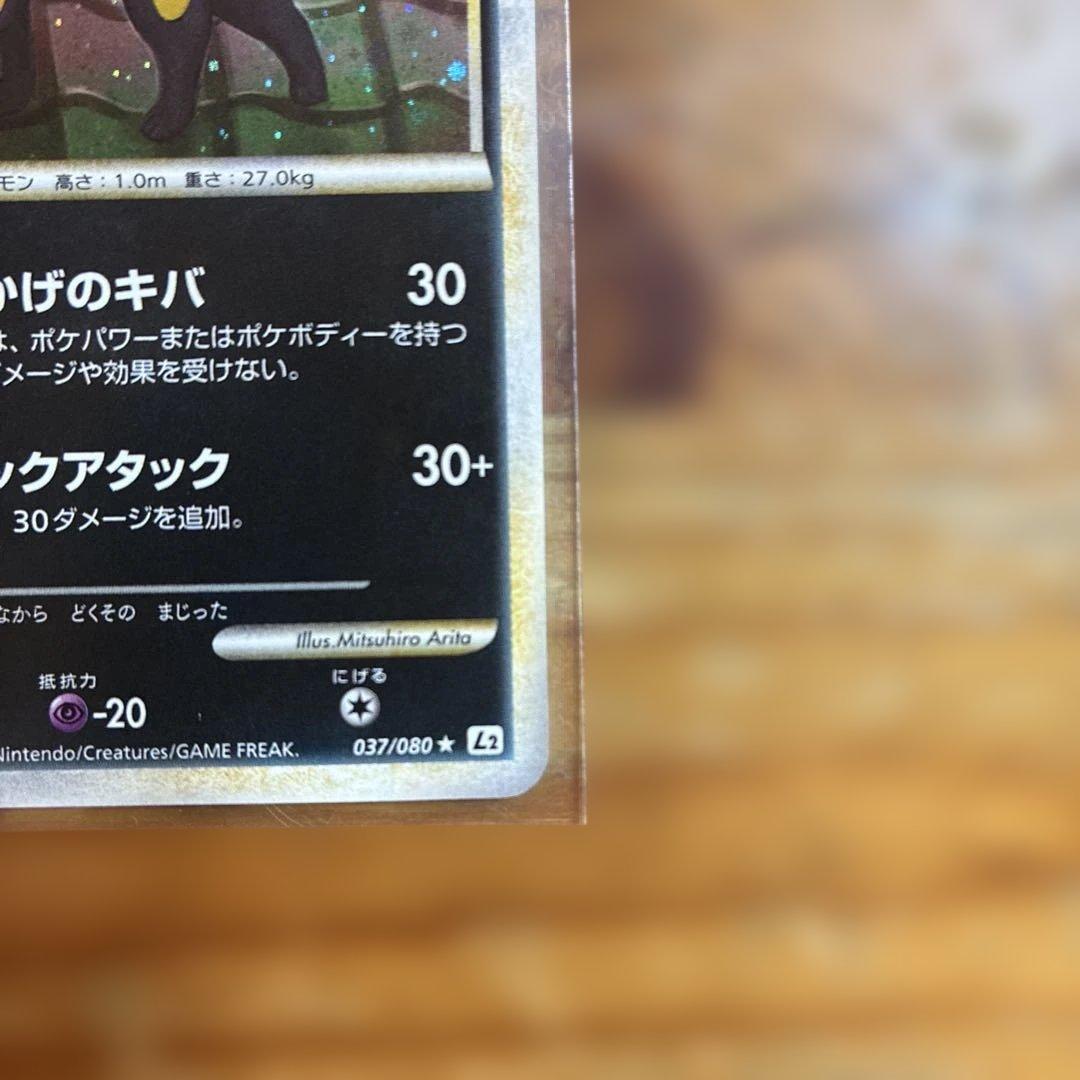 モン 高さ：1.0m 重さ：27.0kg
かげのキバ 30
は、ポケパワーまたはポケボディーを持つ
ダメージや効果を受けない。
ックアタック 30+
30ダメージを追加。
なから どくその まじった
Illus.Mitsuhiro Arita
抵抗力 にげる
-20
Nintendo/Creatures/GAME FREAK. 037/080 ★ L2